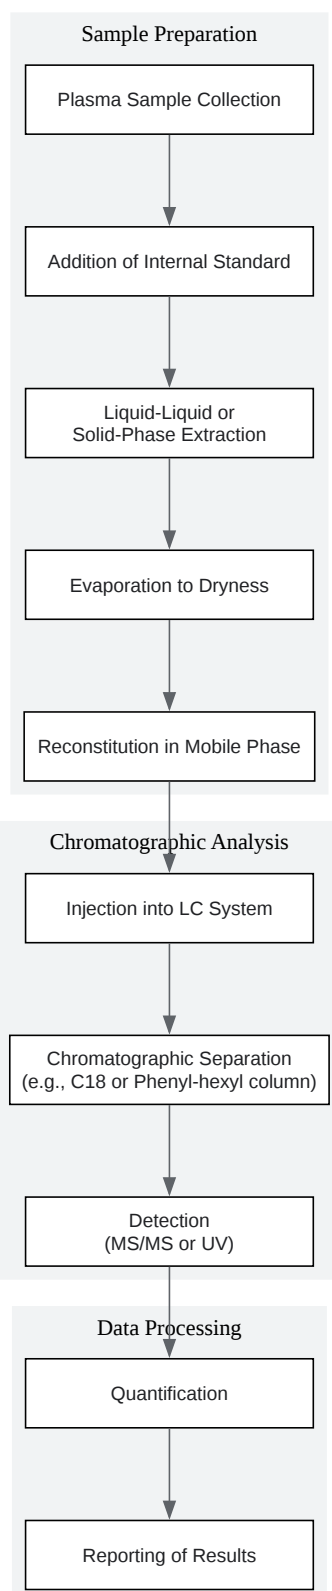 Sample Preparation
Plasma Sample Collection
Addition of Internal Standard
Liquid-Liquid or
Solid-Phase Extraction
Evaporation to Dryness
Reconstitution in Mobile Phase
Chromatographic Analysis
Injection into LC System
Chromatographic Separation
(e.g., C18 or Phenyl-hexyl column)
Detection
(MS/MS or UV)
Data Processing
Quantification
Reporting of Results